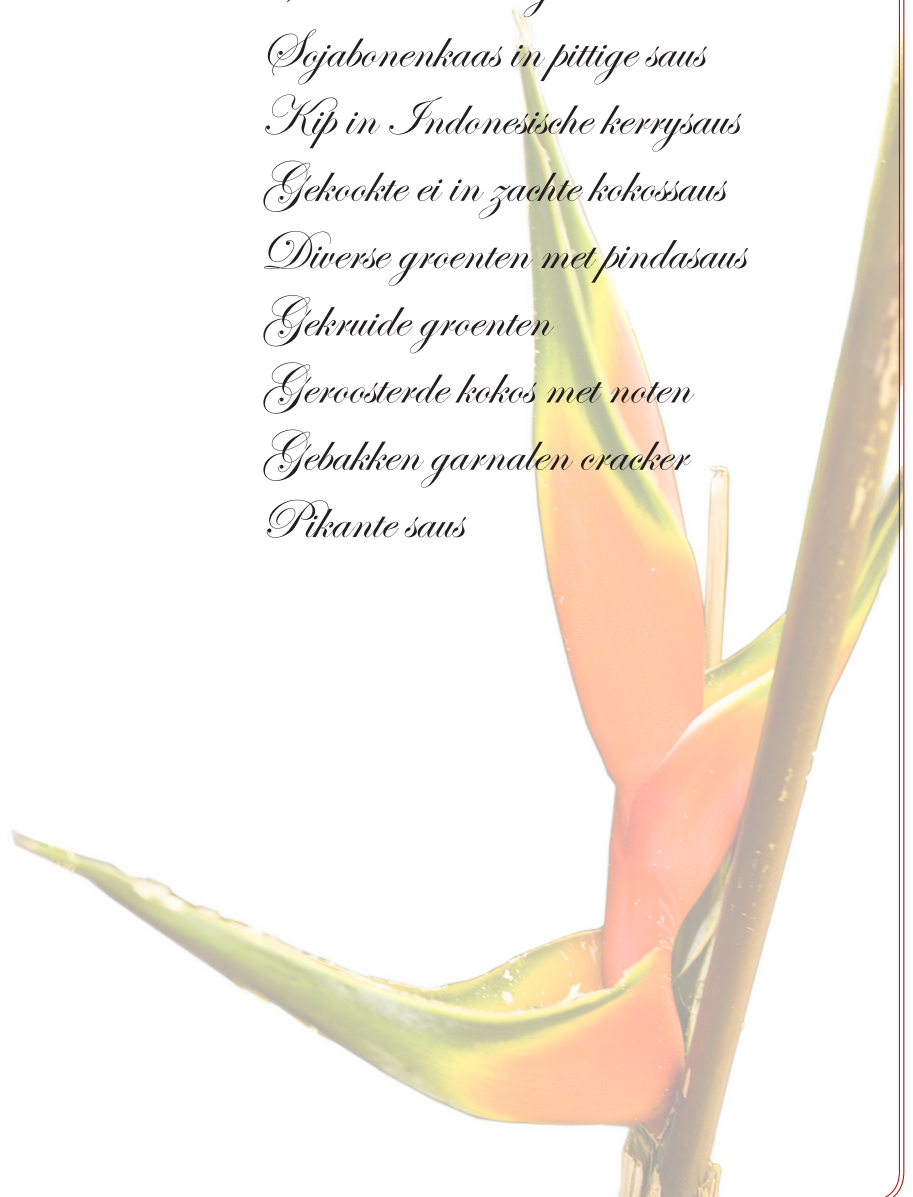 Sojabonenkaas in pittige saus
Kip in Indonesische kerrysaus
Gekookte ei in zachte kokossaus
Diverse groenten met pindasaus
Gekruide groenten
Geroosterde kokos met noten
Gebakken garnalen cracker
Pikante saus